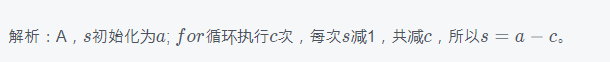 解析：A，s初始化为a; for循环执行c次，每次s减1，共减c，所以s = a − c。